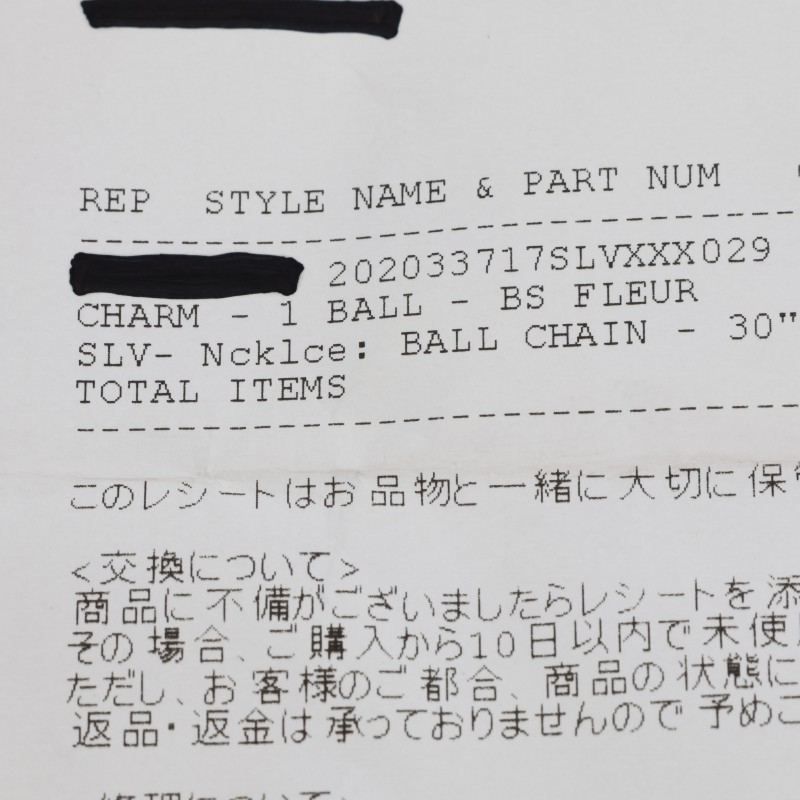 REP STYLE NAME & PART NUM
202033717SLVXXX029
CHARM - 1 BALL - BS FLEUR
SLV- Ncklce: BALL CHAIN - 30"
TOTAL ITEMS
このレシートはお品物と一緒に大切に保
<交換について>
商品に不備がございましたらレシートを添
その場合、ご購入から10日以内で未使
ただし、お客様のご都合、商品の状態に
返品・返金は承っておりませんので予めご